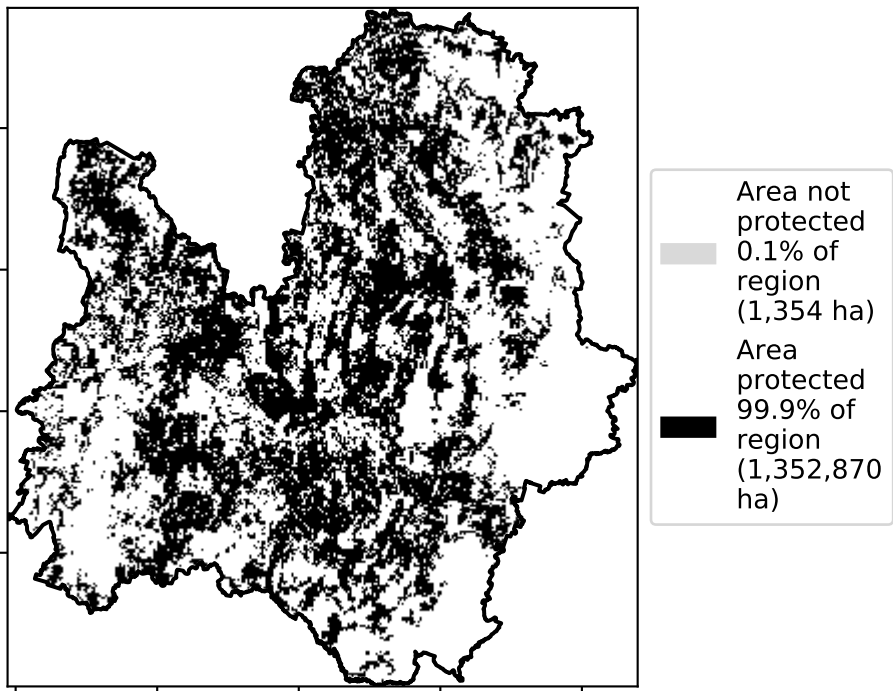 Area not
protected
0.1% of
region
(1,354 ha)
Area
protected
99.9% of
region
(1,352,870
ha)